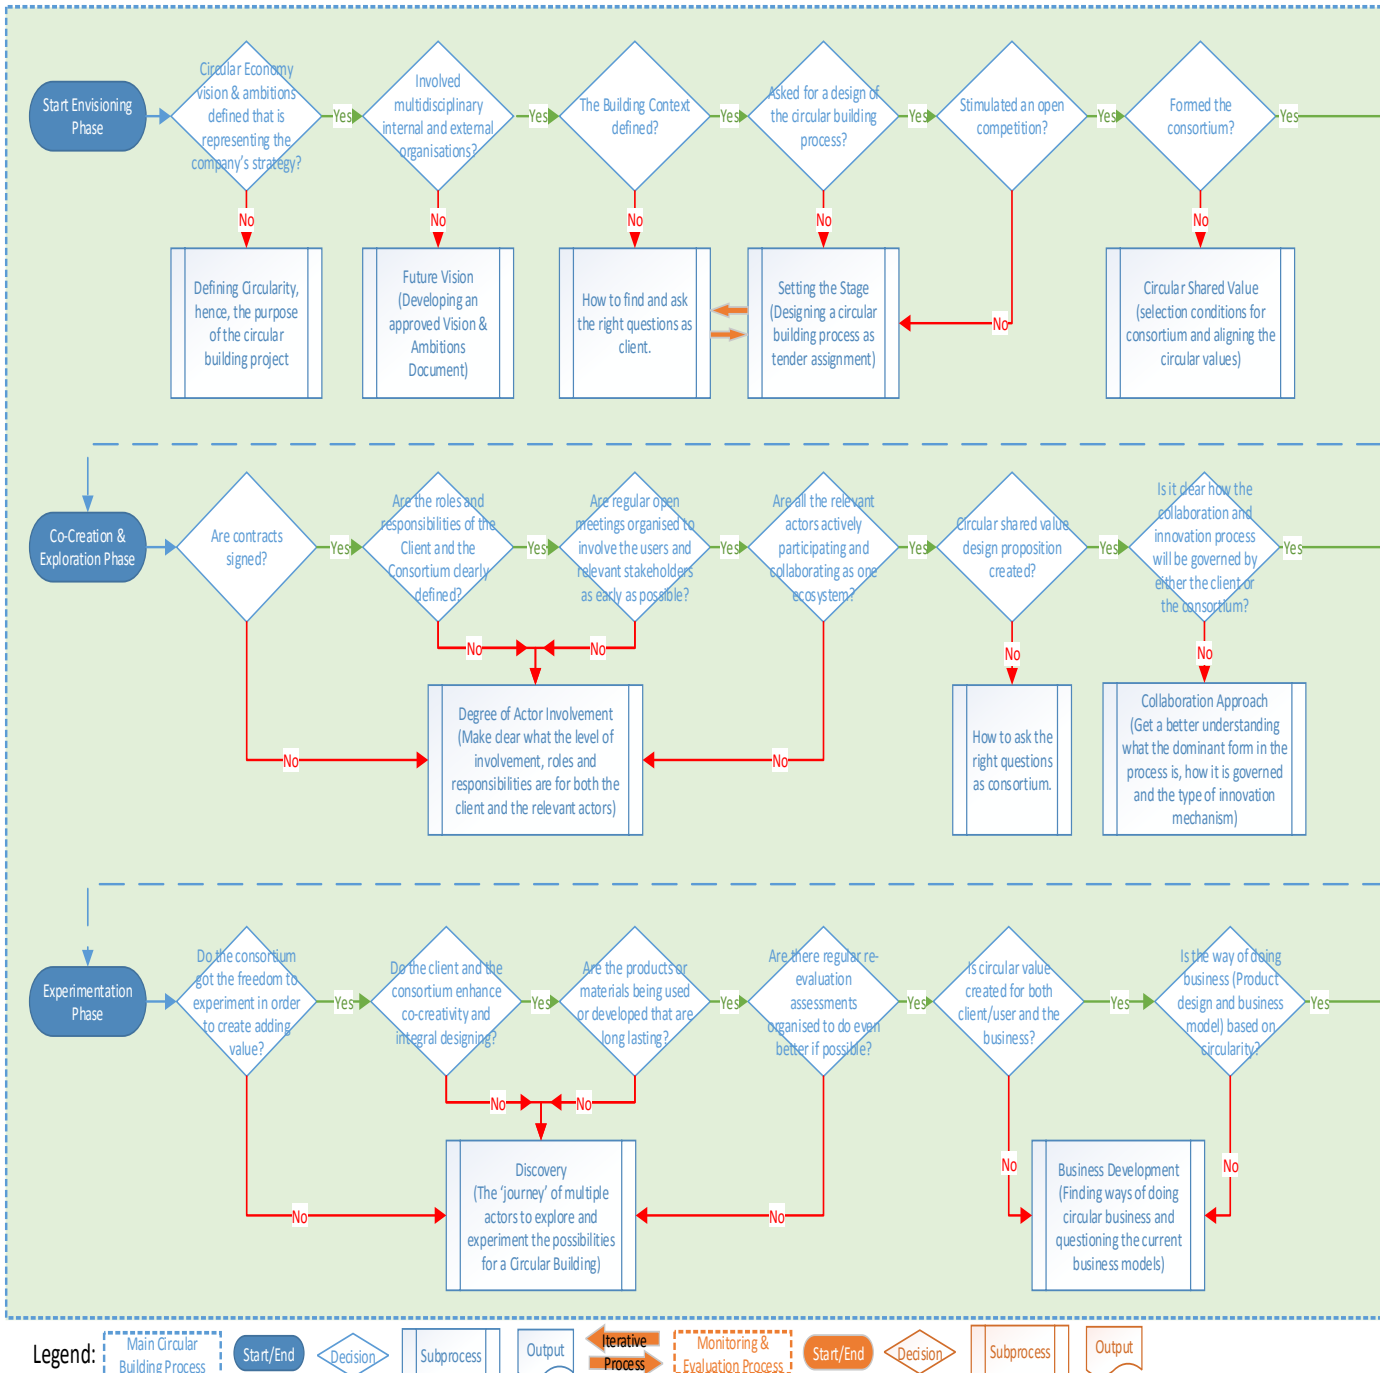 Start Envisioning
Phase
Circular Economy
vision & ambitions
defined that is
representing the
company's strategy?
Yes
Involved
multidisciplinary
internal and external
organisations?
Yes
The Building Context
defined?
Yes
Asked for a design of
the circular building
process?
Yes
Stimulated an open
competition?
Yes
Formed the
consortium?
Yes
No
No
No
No
No
No
Defining Circularity,
hence, the purpose
of the circular
building project
Future Vision
(Developing an
approved Vision &
Ambitions
Document)
How to find and ask
the right questions as
client.
Setting the Stage
(Designing a circular
building process as
tender assignment)
Circular Shared Value
(selection conditions for
consortium and aligning the
circular values)
Co-Creation &
Exploration Phase
Are contracts
signed?
Yes
Are the roles and
responsibilities of the
Client and the
Consortium clearly
defined?
Yes
Are regular open
meetings organised to
involve the users and
relevant stakeholders
as early as possible?
Yes
Are all the relevant
actors actively
participating and
collaborating as one
ecosystem?
Yes
Circular shared value
design proposition
created?
Yes
Is it clear how the
collaboration and
innovation process
will be governed by
either the client or
the consortium?
Yes
No
No
No
No
No
No
Degree of Actor Involvement
(Make clear what the level of
involvement, roles and
responsibilities are for both the
client and the relevant actors)
How to ask the
right questions
as consortium.
Collaboration Approach
(Get a better understanding
what the dominant form in the
process is, how it is governed
and the type of innovation
mechanism)
Experimentation
Phase
Do the consortium
got the freedom to
experiment in order
to create adding
value?
Yes
Do the client and the
consortium enhance
co-creativity and
integral designing?
Yes
Are the products or
materials being used
or developed that are
long lasting?
Yes
Are there regular re-
evaluation
assessments
organised to do even
better if possible?
Yes
Is circular value
created for both
client/user and the
business?
Yes
Is the way of doing
business (Product
design and business
model) based on
circularity?
Yes
No
No
No
No
No
No
Discovery
(The 'journey' of multiple
actors to explore and
experiment the possibilities
for a Circular Building)
Business Development
(Finding ways of doing
circular business and
questioning the current
business models)
Legend:
Main Circular
Building Process
Start/End
Decision
Subprocess
Output
Iterative
Process
Monitoring &
Evaluation Process
Start/End
Decision
Subprocess
Output